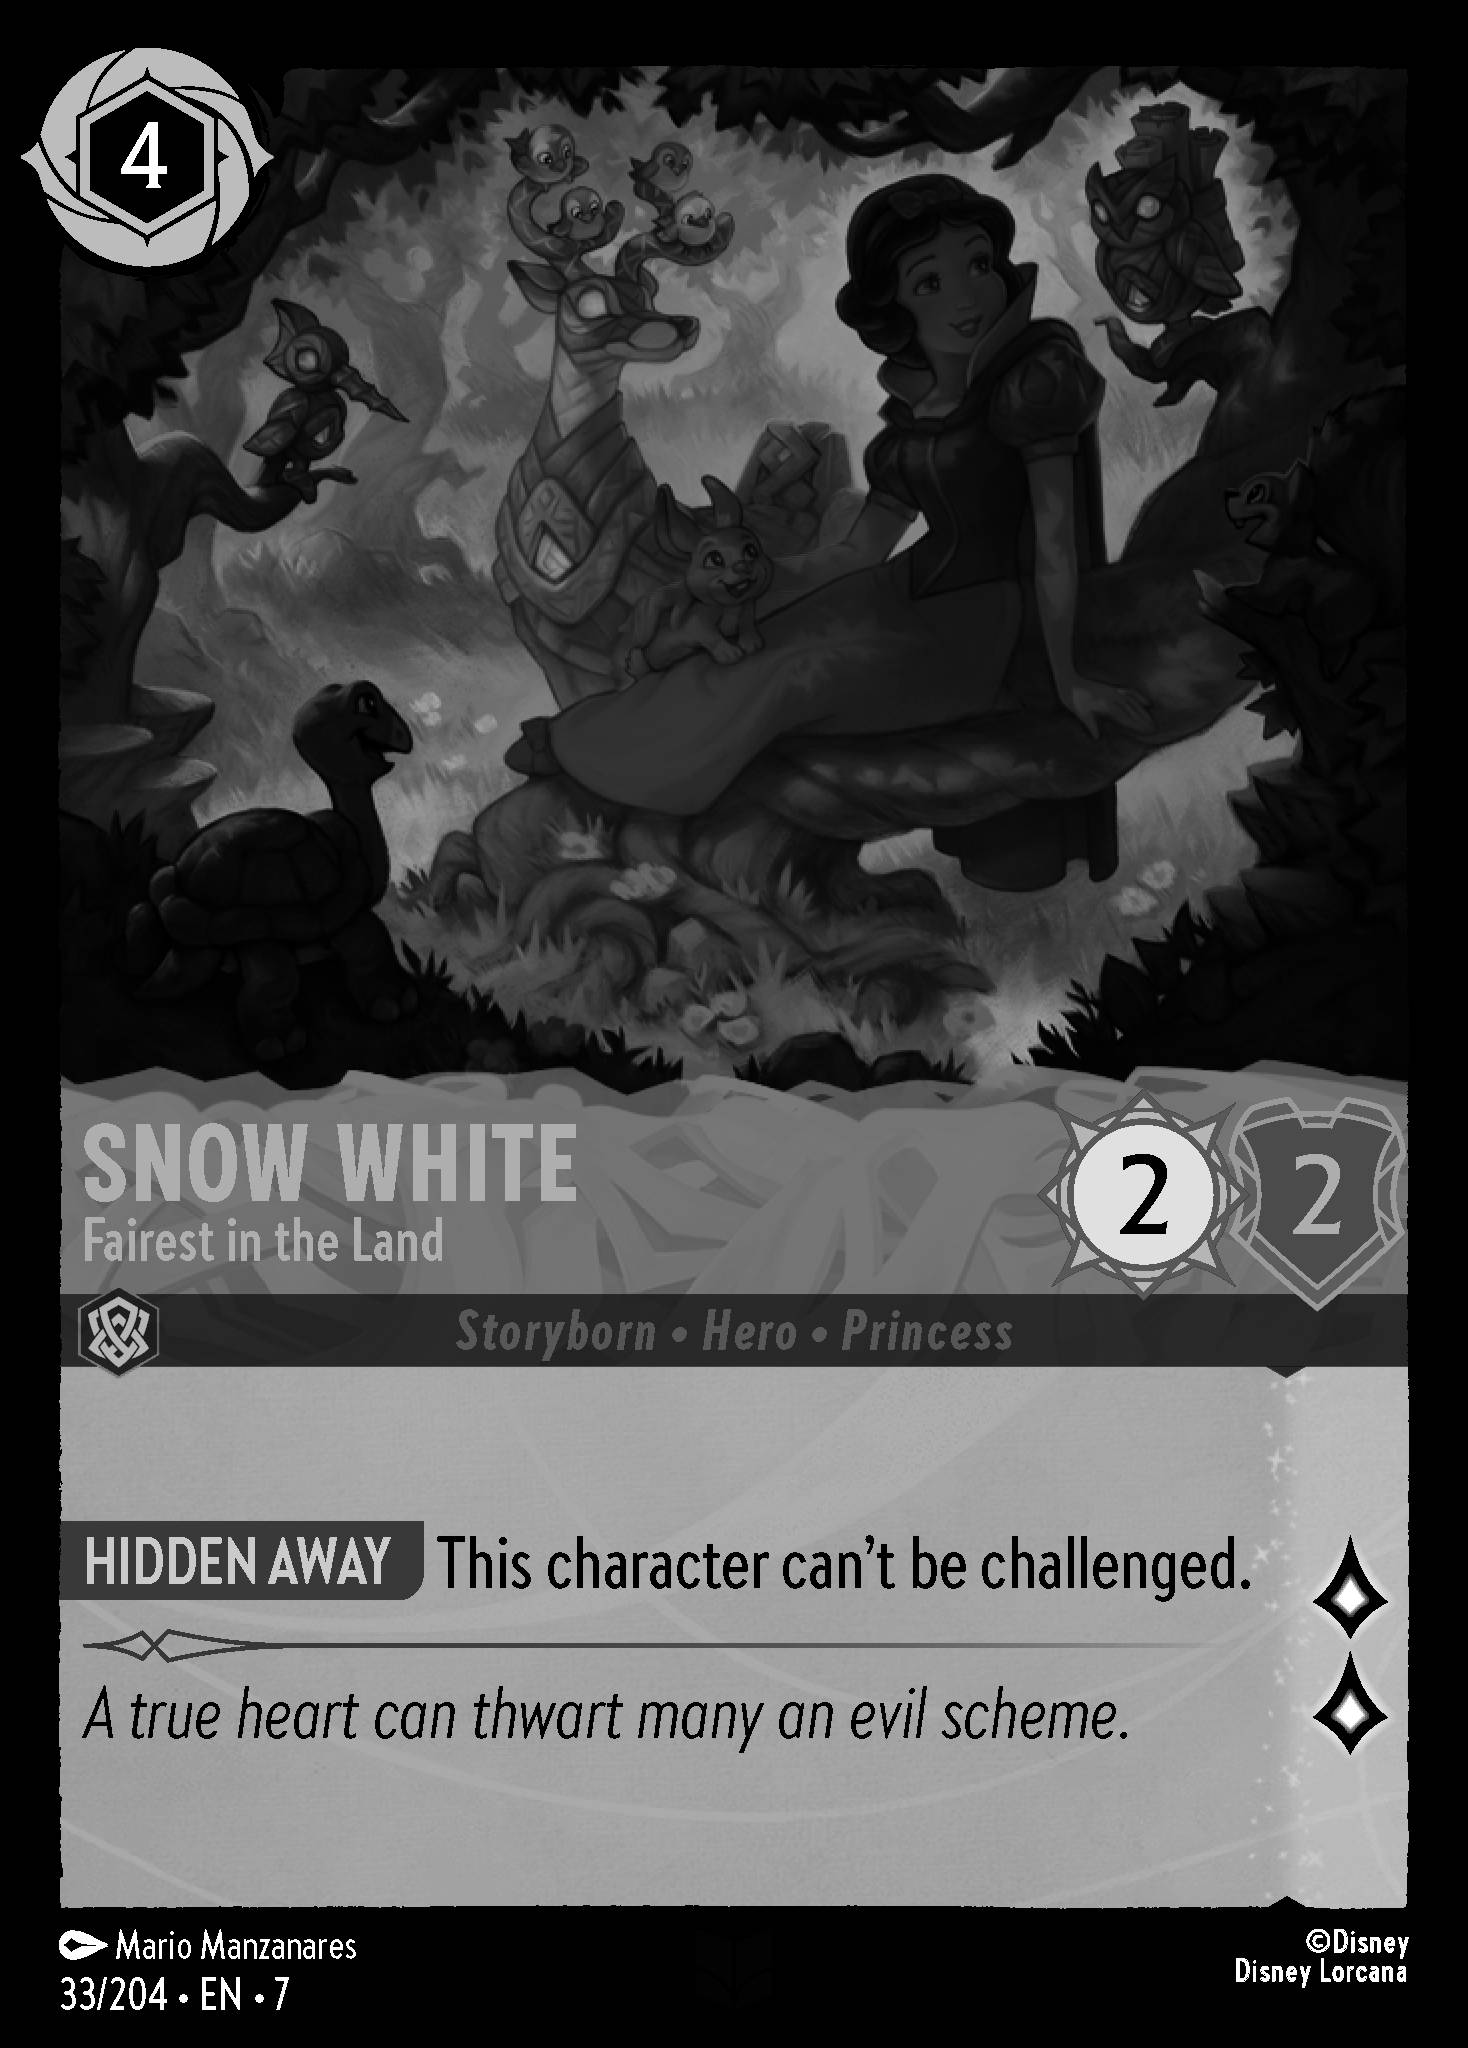 4
SNOW WHITE
Fairest in the Land
2 2
Storyborn • Hero • Princess
HIDDEN AWAY This character can't be challenged.
A true heart can thwart many an evil scheme.
Mario Manzanares
33/204 • EN • 7
©Disney
Disney Lorcana